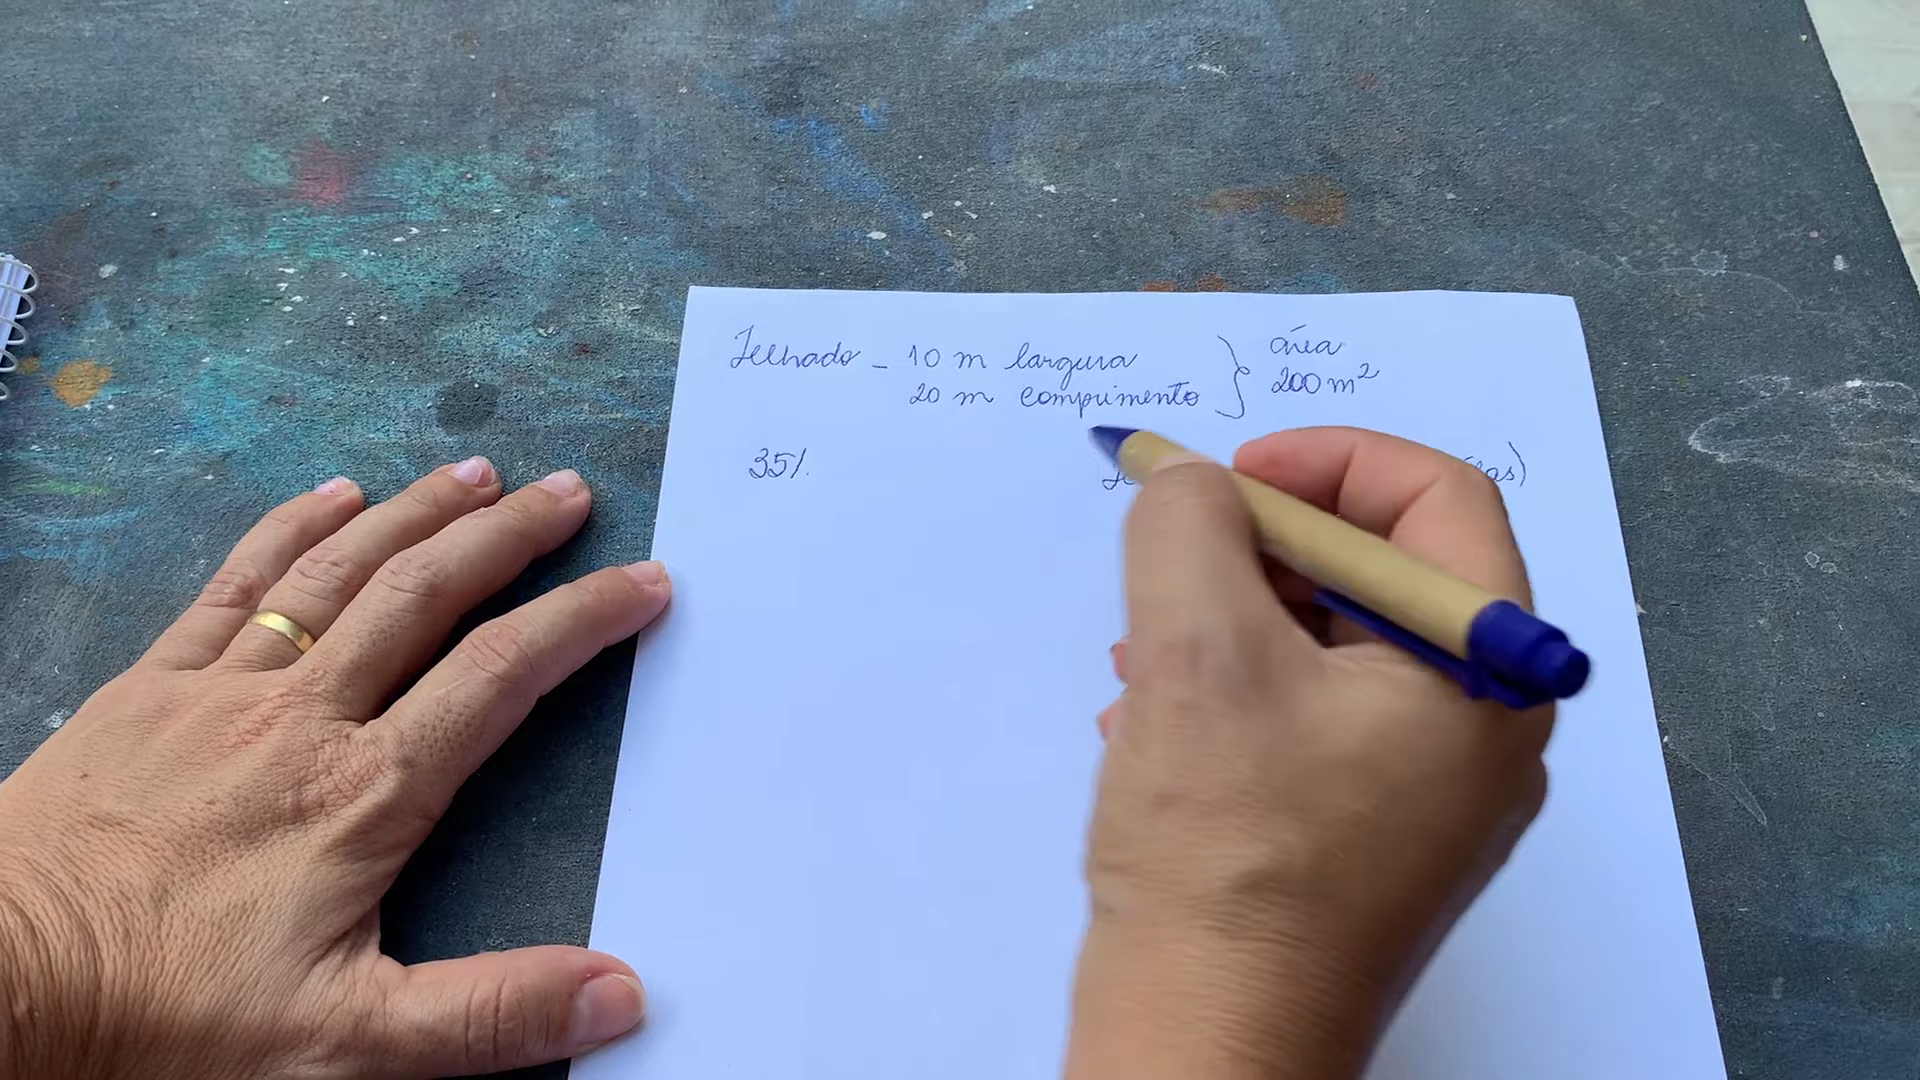 Telhado - 10 m largura
20 m comprimento
área
200 m²
35%